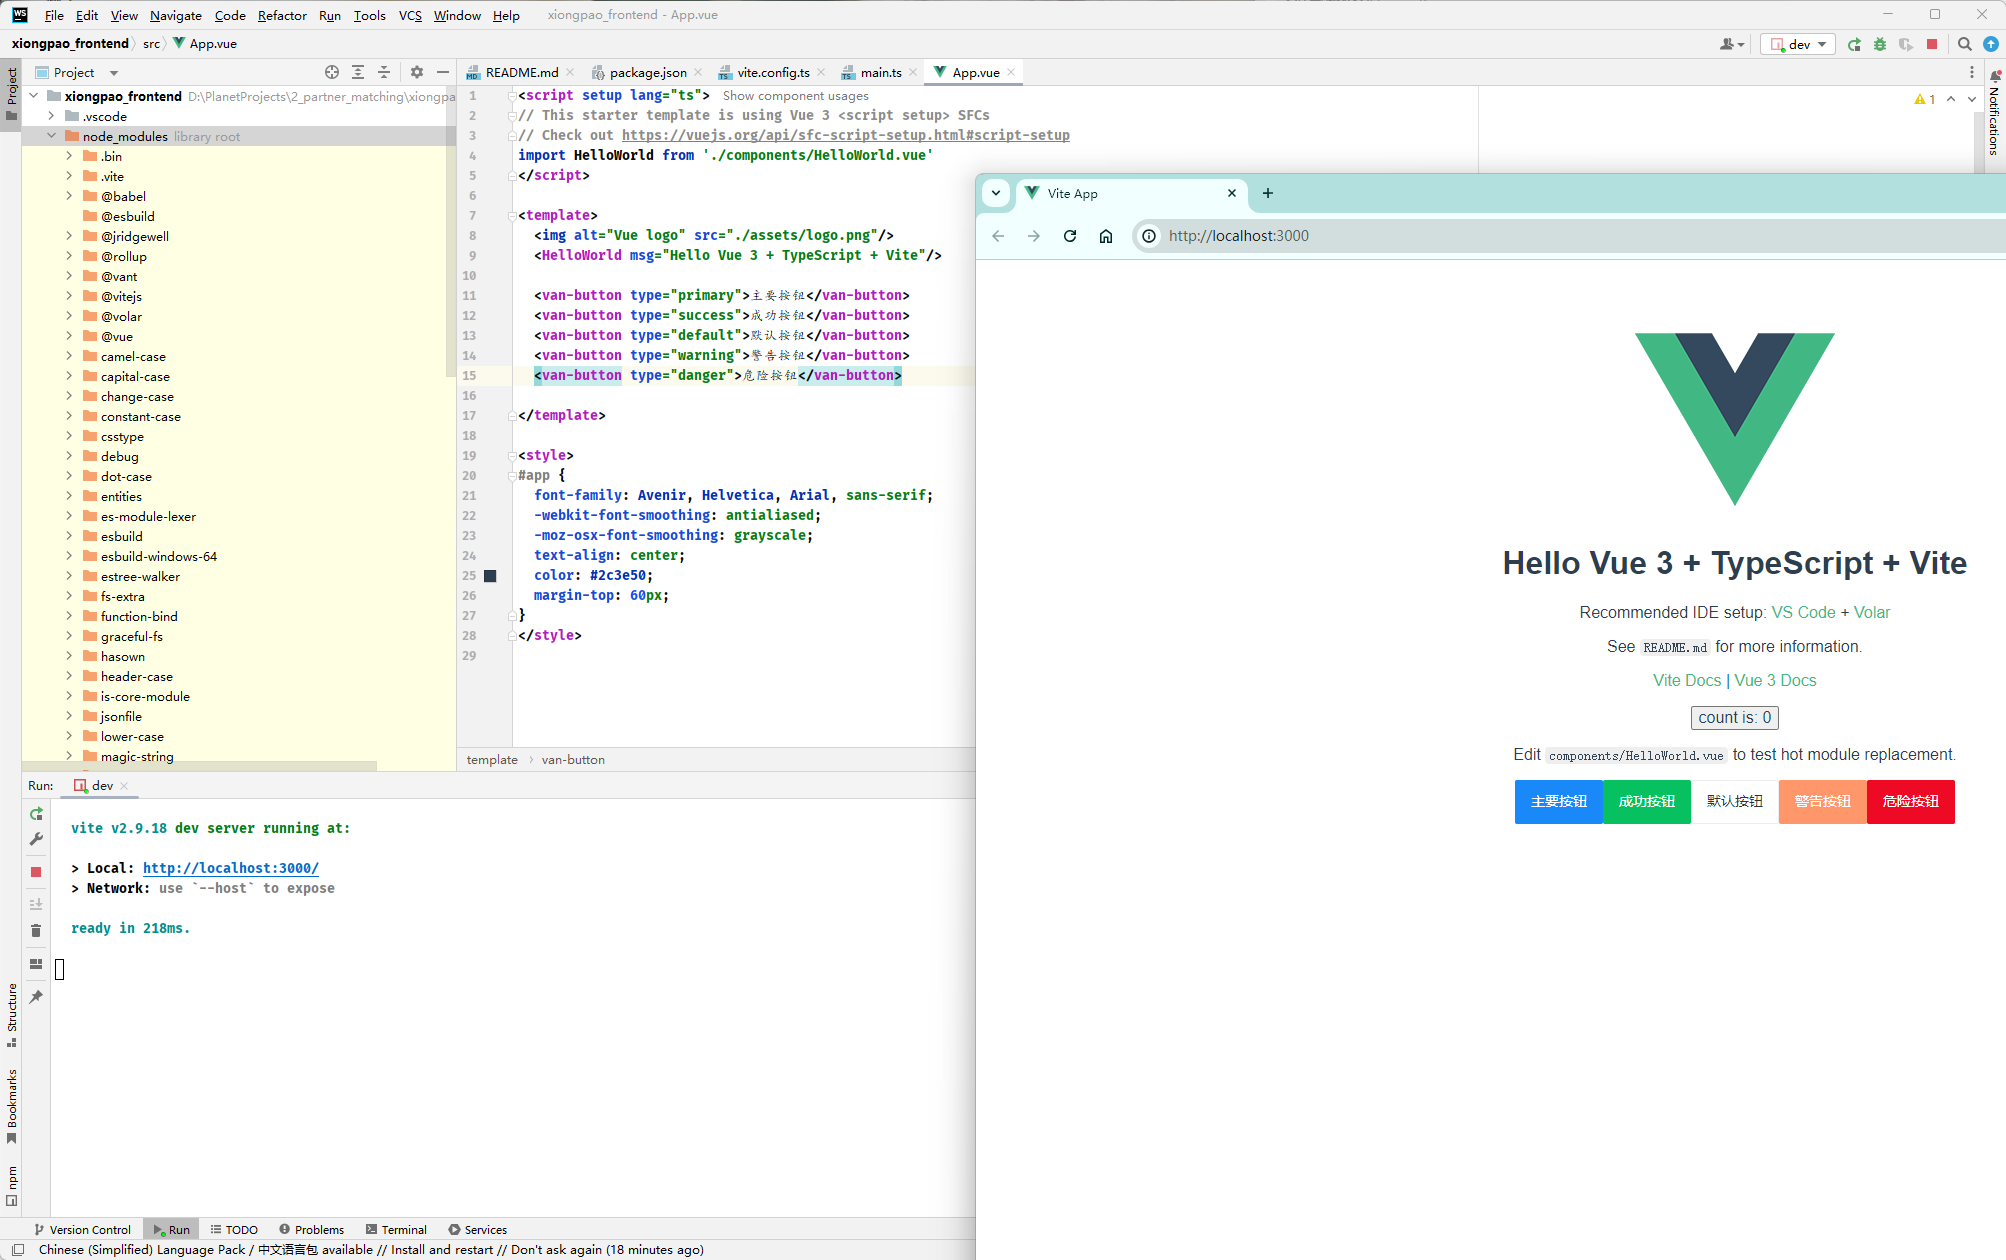 File Edit View Navigate Code Refactor Run Tools VCS Window Help xiongpao_frontend - App.vue
xiongpao_frontend src App.vue
dev
Project
README.md package.json vite.config.ts main.ts App.vue
Project
xiongpao_frontend D:\PlanetProjects\2_partner_matching\xiongpa
.vscode
node_modules library root
.bin
.vite
@babel
@esbuild
@jridgewell
@rollup
@vant
@vitejs
@volar
@vue
camel-case
capital-case
change-case
constant-case
csstype
debug
dot-case
entities
es-module-lexer
esbuild
esbuild-windows-64
estree-walker
fs-extra
function-bind
graceful-fs
hasown
header-case
is-core-module
jsonfile
lower-case
magic-string
1 <script setup lang="ts"> Show component usages
2 // This starter template is using Vue 3 <script setup> SFCs
3 // Check out https://vuejs.org/api/sfc-script-setup.html#script-setup
4 import HelloWorld from './components/HelloWorld.vue'
5 </script>
6
7 <template>
8 <img alt="Vue logo" src="./assets/logo.png"/>
9 <HelloWorld msg="Hello Vue 3 + TypeScript + Vite"/>
10
11 <van-button type="primary">主要按钮</van-button>
12 <van-button type="success">成功按钮</van-button>
13 <van-button type="default">默认按钮</van-button>
14 <van-button type="warning">警告按钮</van-button>
15 <van-button type="danger">危险按钮</van-button>
16
17 </template>
18
19 <style>
20 #app {
21 font-family: Avenir, Helvetica, Arial, sans-serif;
22 -webkit-font-smoothing: antialiased;
23 -moz-osx-font-smoothing: grayscale;
24 text-align: center;
25 color: #2c3e50;
26 margin-top: 60px;
27 }
28 </style>
29
template van-button
1
Notifications
Vite App
http://localhost:3000
Hello Vue 3 + TypeScript + Vite
Recommended IDE setup: VS Code + Volar
See README.md for more information.
Vite Docs | Vue 3 Docs
count is: 0
Edit components/HelloWorld.vue to test hot module replacement.
主要按钮 成功按钮 默认按钮 警告按钮 危险按钮
Run: dev
vite v2.9.18 dev server running at:
> Local: http://localhost:3000/
> Network: use `--host` to expose
ready in 218ms.
Structure
Bookmarks
npm
Version Control Run TODO Problems Terminal Services
Chinese (Simplified) Language Pack / 中文语言包 available // Install and restart // Don't ask again (18 minutes ago)